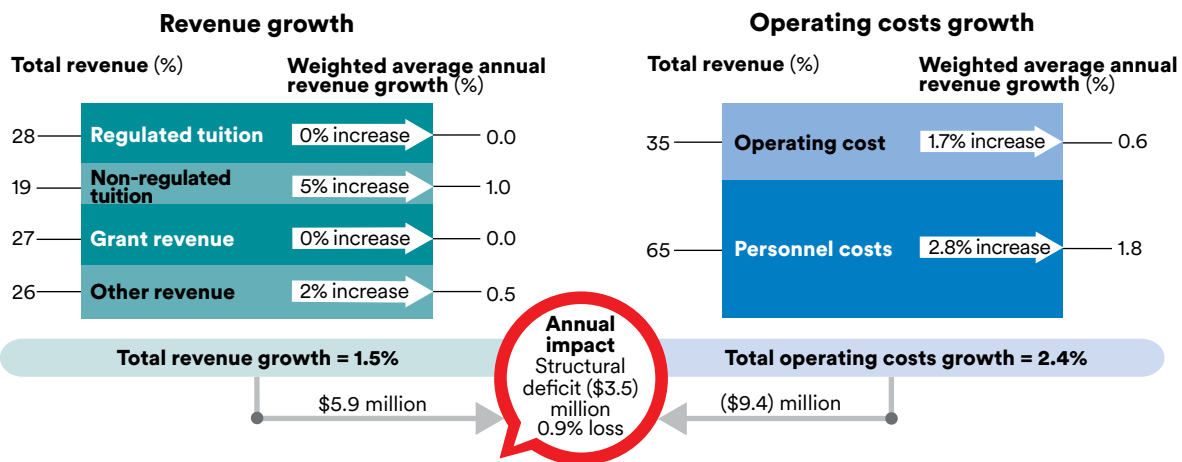 Revenue growth
Total revenue (%)
Weighted average annual
revenue growth (%)
28
Regulated tuition
0% increase
0.0
19
Non-regulated
tuition
5% increase
1.0
27
Grant revenue
0% increase
0.0
26
Other revenue
2% increase
0.5
Total revenue growth = 1.5%
$5.9 million
Operating costs growth
Total revenue (%)
Weighted average annual
revenue growth (%)
35
Operating cost
1.7% increase
0.6
65
Personnel costs
2.8% increase
1.8
Total operating costs growth = 2.4%
($9.4) million
Annual
impact
Structural
deficit ($3.5)
million
0.9% loss